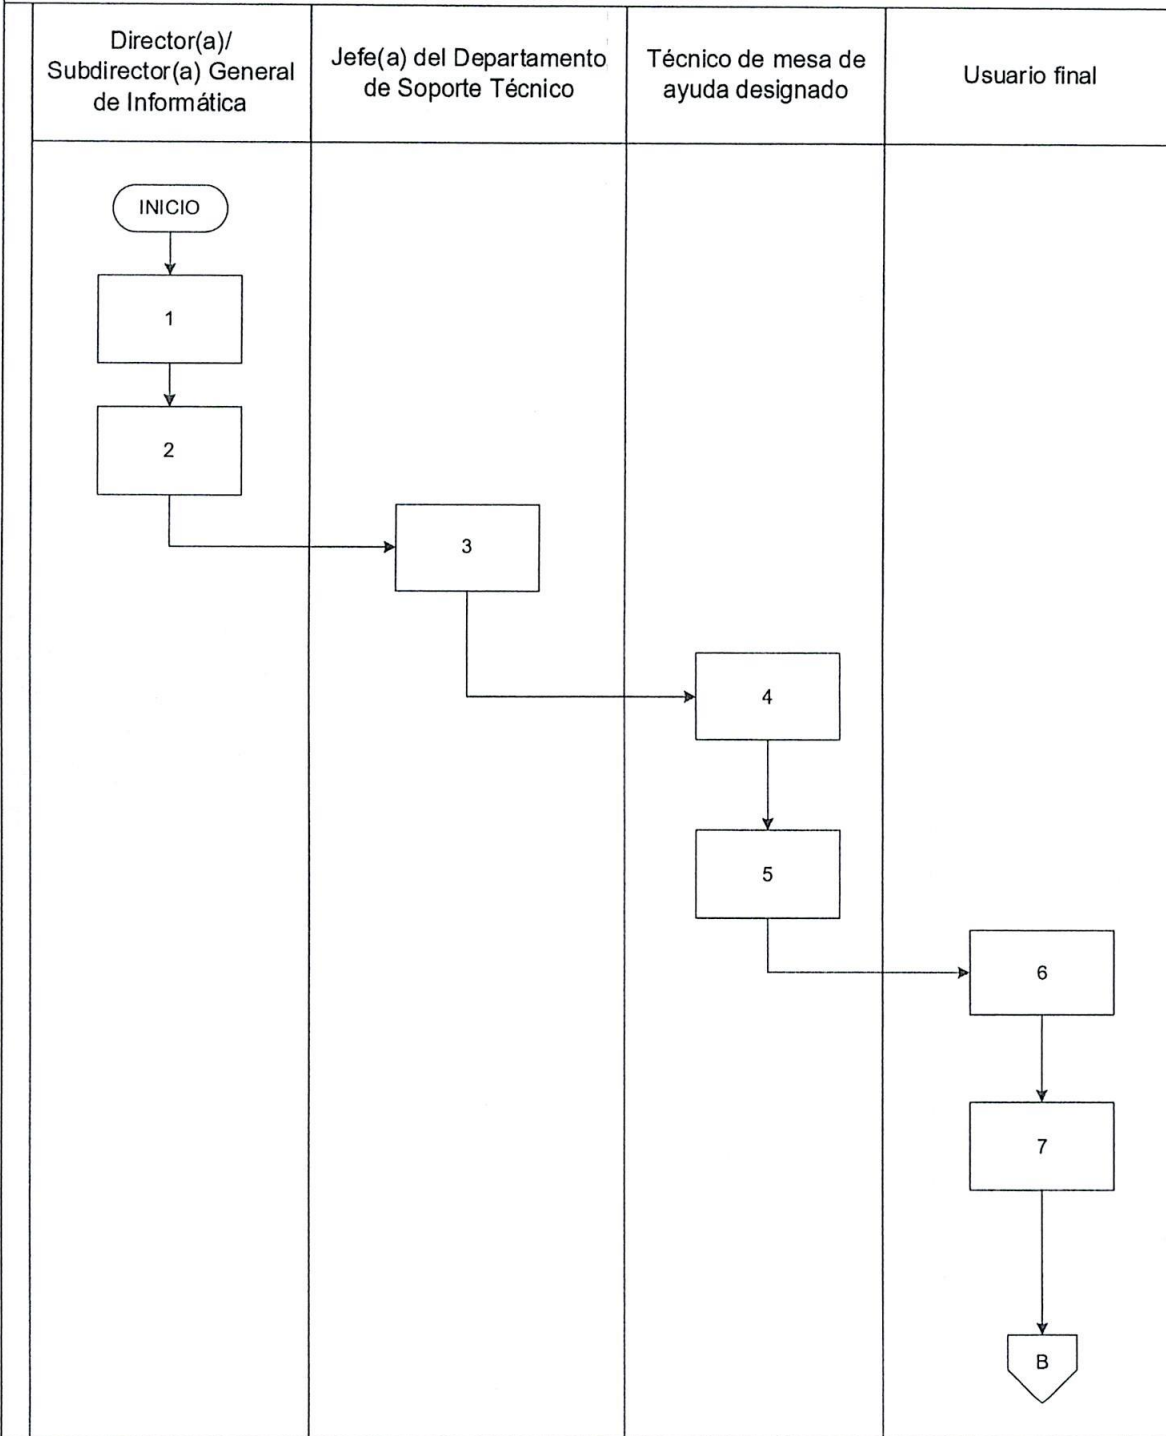 Director(a)/
Subdirector(a) General
de Informática
Jefe(a) del Departamento
de Soporte Técnico
Técnico de mesa de
ayuda designado
Usuario final
INICIO
1
2
3
4
5
6
7
B